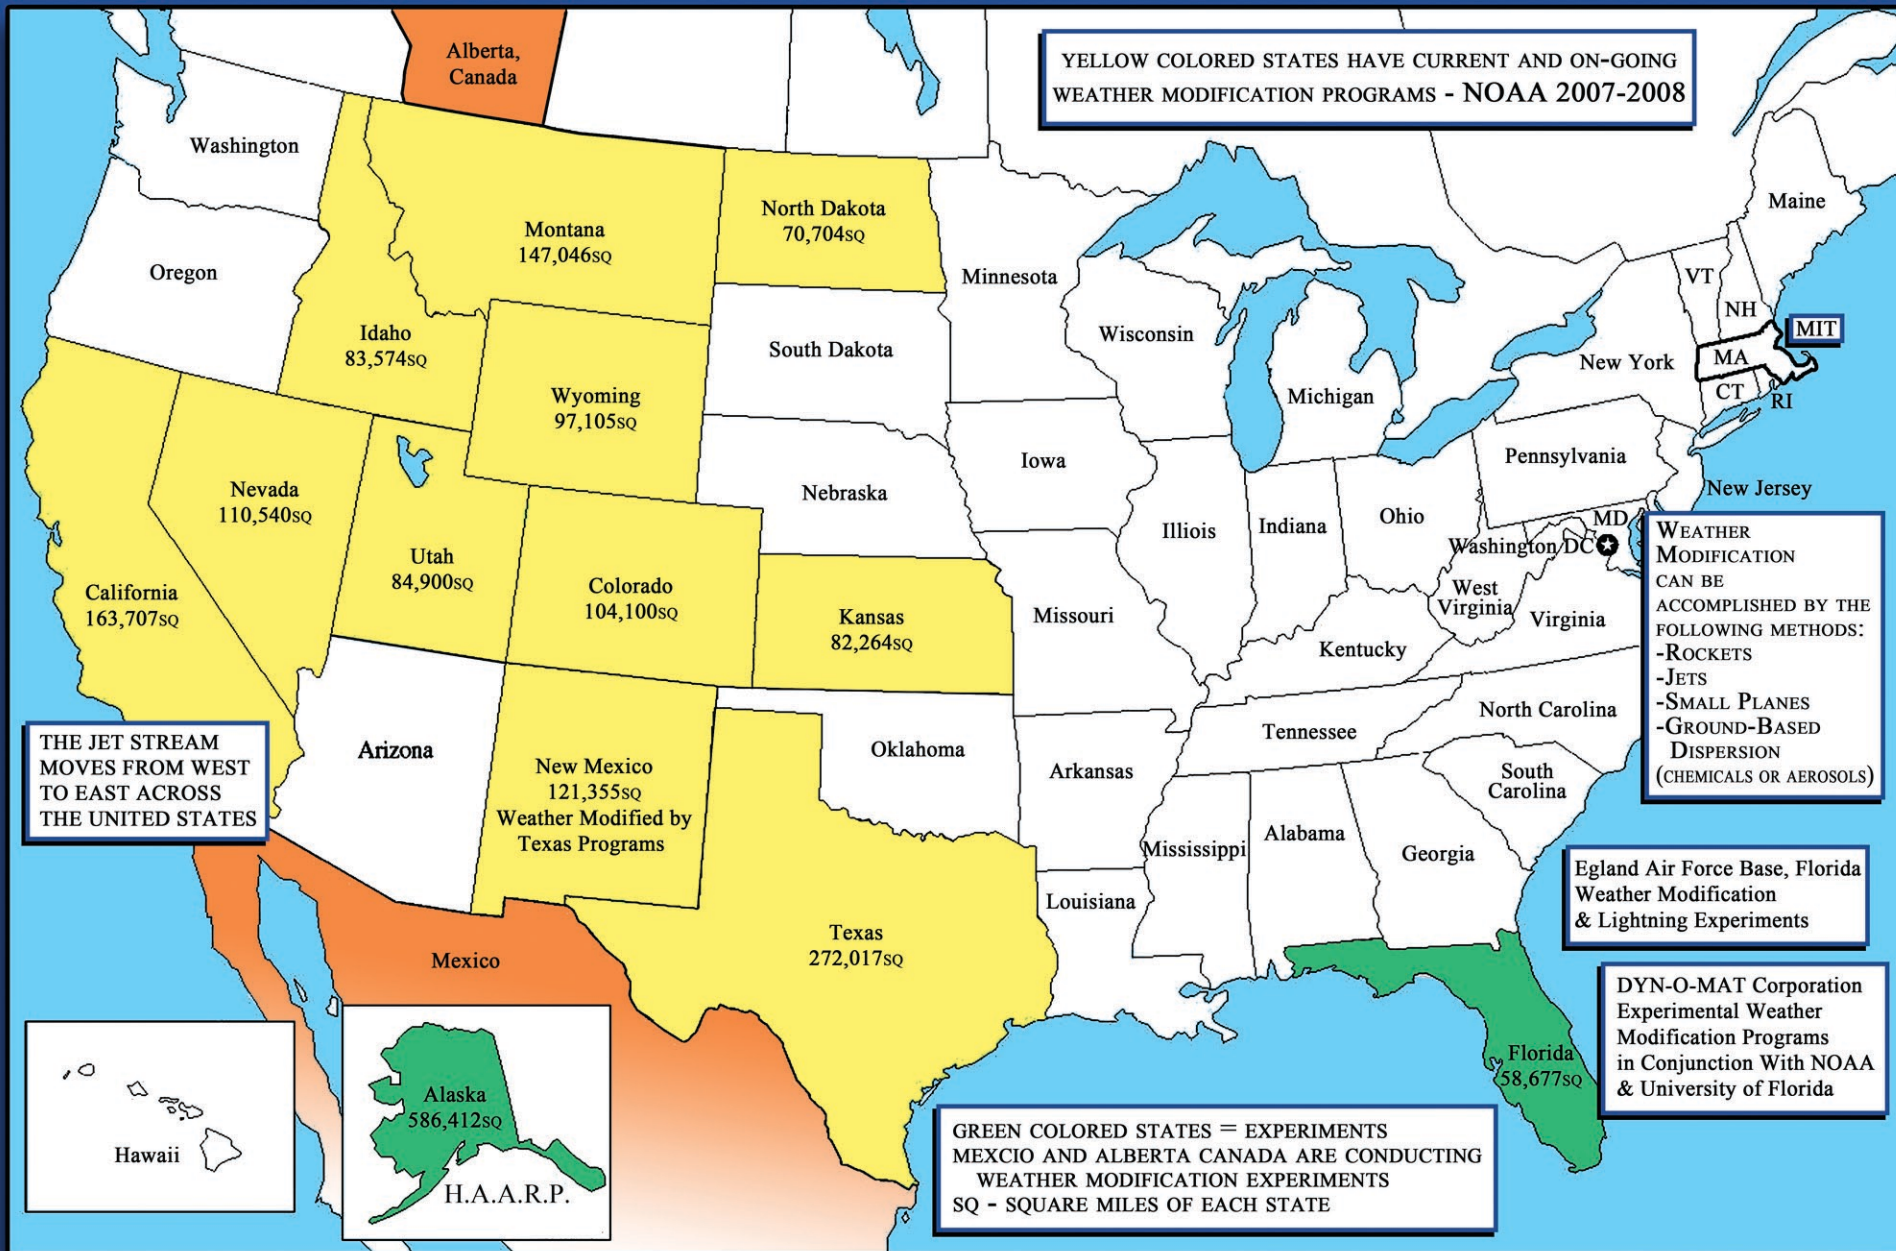 Alberta,
Canada
YELLOW COLORED STATES HAVE CURRENT AND ON-GOING
WEATHER MODIFICATION PROGRAMS - NOAA 2007-2008
Washington
Oregon
Montana
147,046SQ
North Dakota
70,704SQ
Minnesota
Maine
VT
NH
MIT
MA
CT
RI
Idaho
83,574SQ
Wyoming
97,105SQ
South Dakota
Wisconsin
Michigan
New York
Nevada
110,540SQ
Utah
84,900SQ
Nebraska
Iowa
Pennsylvania
New Jersey
Illiois
Indiana
Ohio
MD
Washington DC
California
163,707SQ
Colorado
104,100SQ
Kansas
82,264SQ
Missouri
West
Virginia
Virginia
Kentucky
WEATHER
MODIFICATION
CAN BE
ACCOMPLISHED BY THE
FOLLOWING METHODS:
-ROCKETS
-JETS
-SMALL PLANES
-GROUND-BASED
DISPERSION
(CHEMICALS OR AEROSOLS)
THE JET STREAM
MOVES FROM WEST
TO EAST ACROSS
THE UNITED STATES
Arizona
New Mexico
121,355SQ
Weather Modified by
Texas Programs
Oklahoma
Arkansas
Tennessee
North Carolina
South
Carolina
Mississippi
Alabama
Georgia
Louisiana
Texas
272,017SQ
Mexico
Egland Air Force Base, Florida
Weather Modification
& Lightning Experiments
DYN-O-MAT Corporation
Experimental Weather
Modification Programs
in Conjunction With NOAA
& University of Florida
Florida
58,677SQ
Hawaii
Alaska
586,412SQ
H.A.A.R.P.
GREEN COLORED STATES = EXPERIMENTS
MEXCIO AND ALBERTA CANADA ARE CONDUCTING
WEATHER MODIFICATION EXPERIMENTS
SQ - SQUARE MILES OF EACH STATE